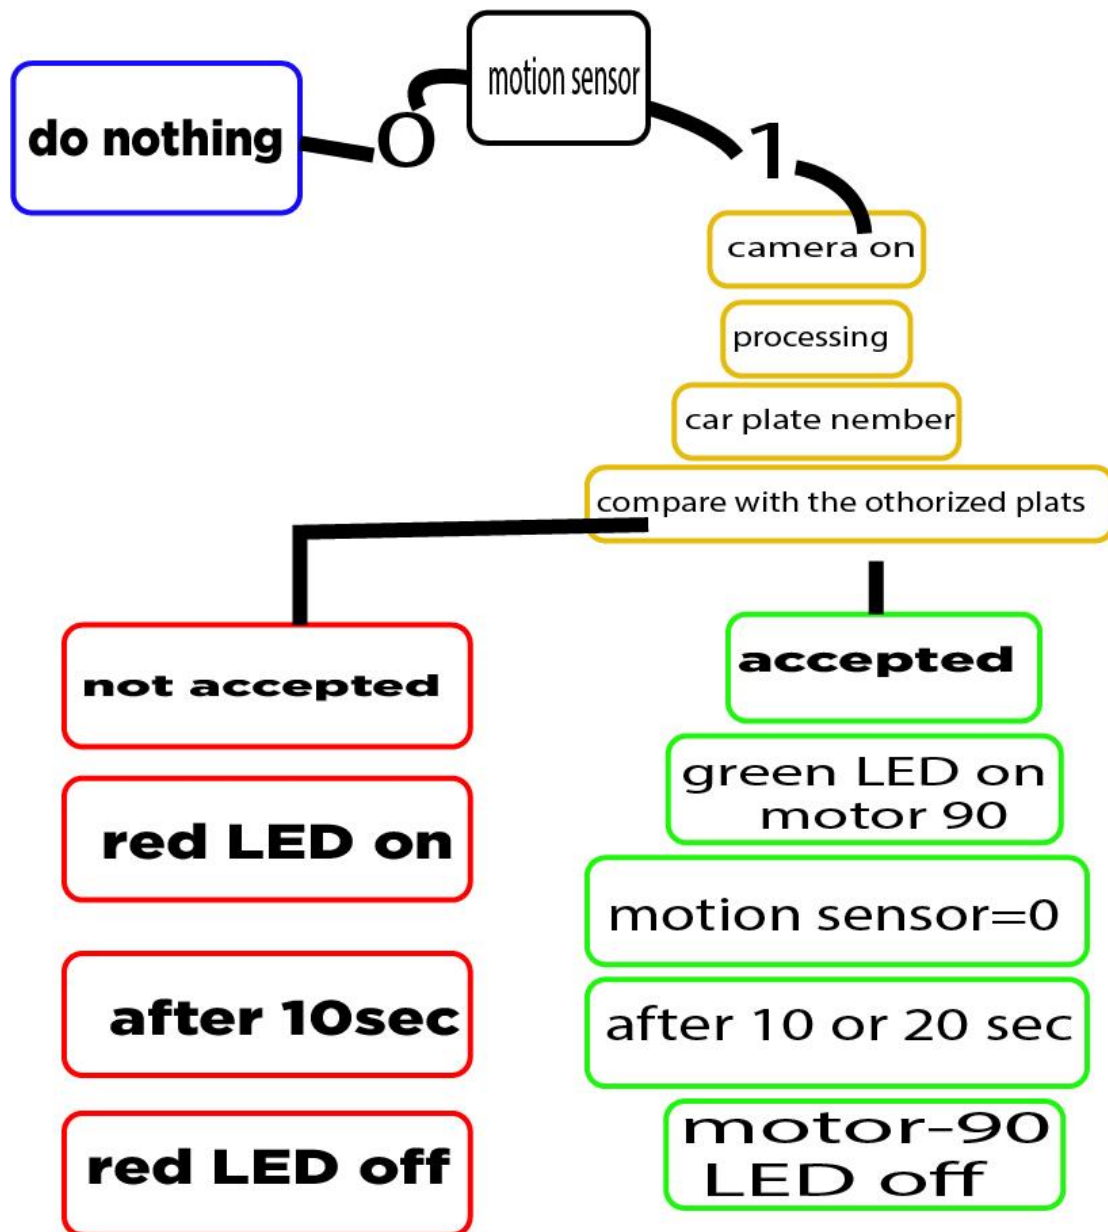 motion sensor
do nothing
0
1
camera on
processing
car plate nember
compare with the othorized plats
not accepted
red LED on
after 10sec
red LED off
accepted
green LED on
motor 90
motion sensor=0
after 10 or 20 sec
motor-90
LED off